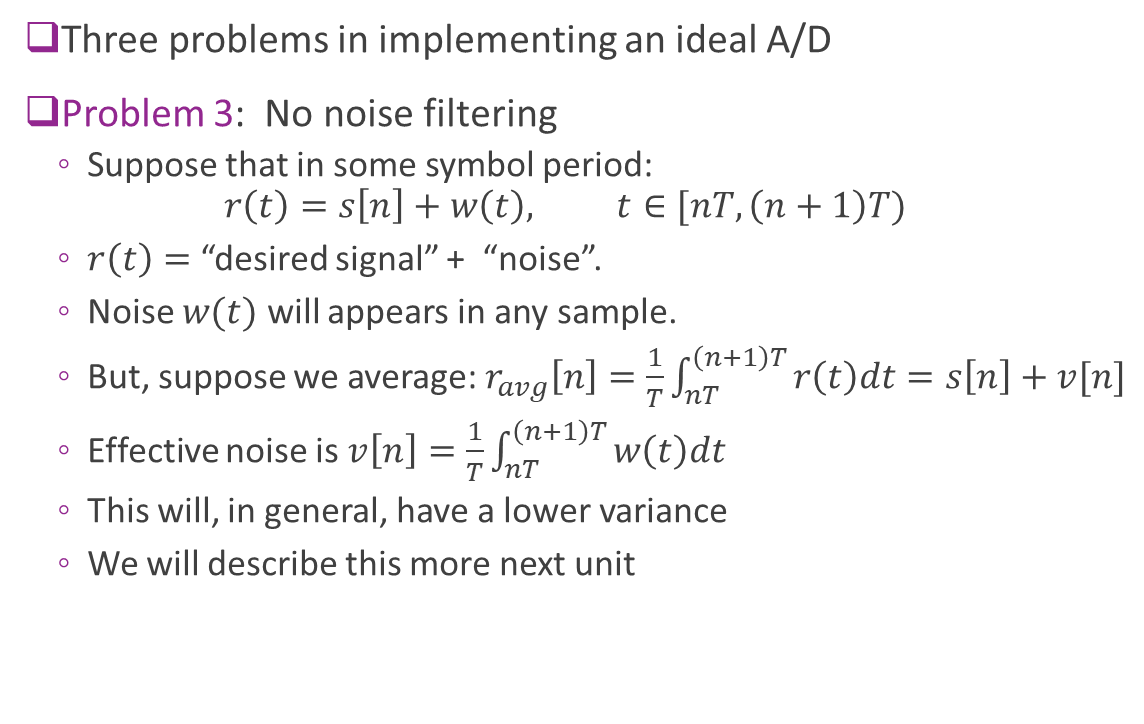 ❑Three problems in implementing an ideal A/D
❑Problem 3: No noise filtering
◦ Suppose that in some symbol period:
r(t) = s[n] + w(t), t ∈ [nT, (n + 1)T)
◦ r(t) = “desired signal” + “noise”.
◦ Noise w(t) will appears in any sample.
◦ But, suppose we average: r_avg[n] = 1/T ∫_nT^(n+1)T r(t)dt = s[n] + v[n]
◦ Effective noise is v[n] = 1/T ∫_nT^(n+1)T w(t)dt
◦ This will, in general, have a lower variance
◦ We will describe this more next unit